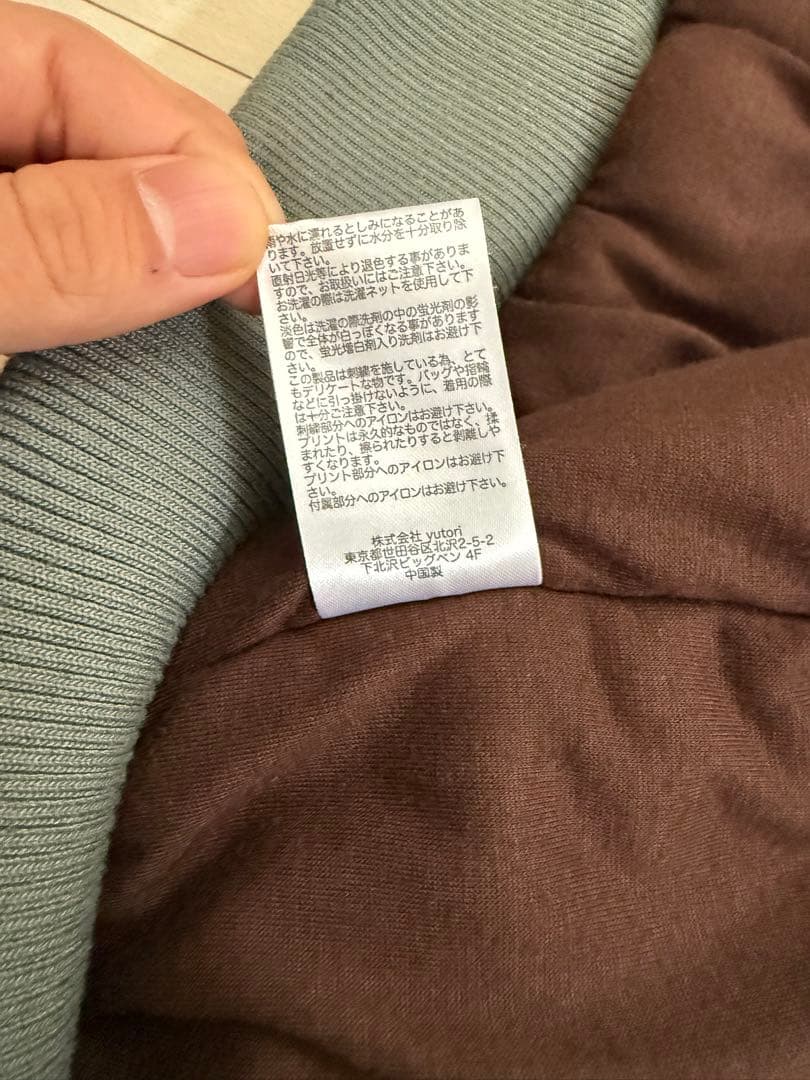 雨や水に濡れるとしみになることがあ
ります。放置せずに水分を十分取り除
いて下さい。
直射日光等により退色する事がありま
すので、お取扱いにはご注意下さい。
お洗濯の際は洗濯ネットを使用して下
さい。
淡色は洗濯の際洗剤の中の蛍光剤の影
響で全体が白っぽくなる事があります
ので、蛍光増白剤入り洗剤はお避け下
さい。
この製品は刺繍を施している為、とて
もデリケートな物です。バッグや指輪
などに引っ掛けないように、着用の際
は十分ご注意下さい。
刺繍部分へのアイロンはお避け下さい。
プリントは永久的なものではなく、揉
まれたり、擦られたりすると剥離しや
すくなります。
プリント部分へのアイロンはお避け下
さい。
付属部分へのアイロンはお避け下さい。
株式会社 yutori
東京都世田谷区北沢2-5-2
下北沢ビッグベン 4F
中国製